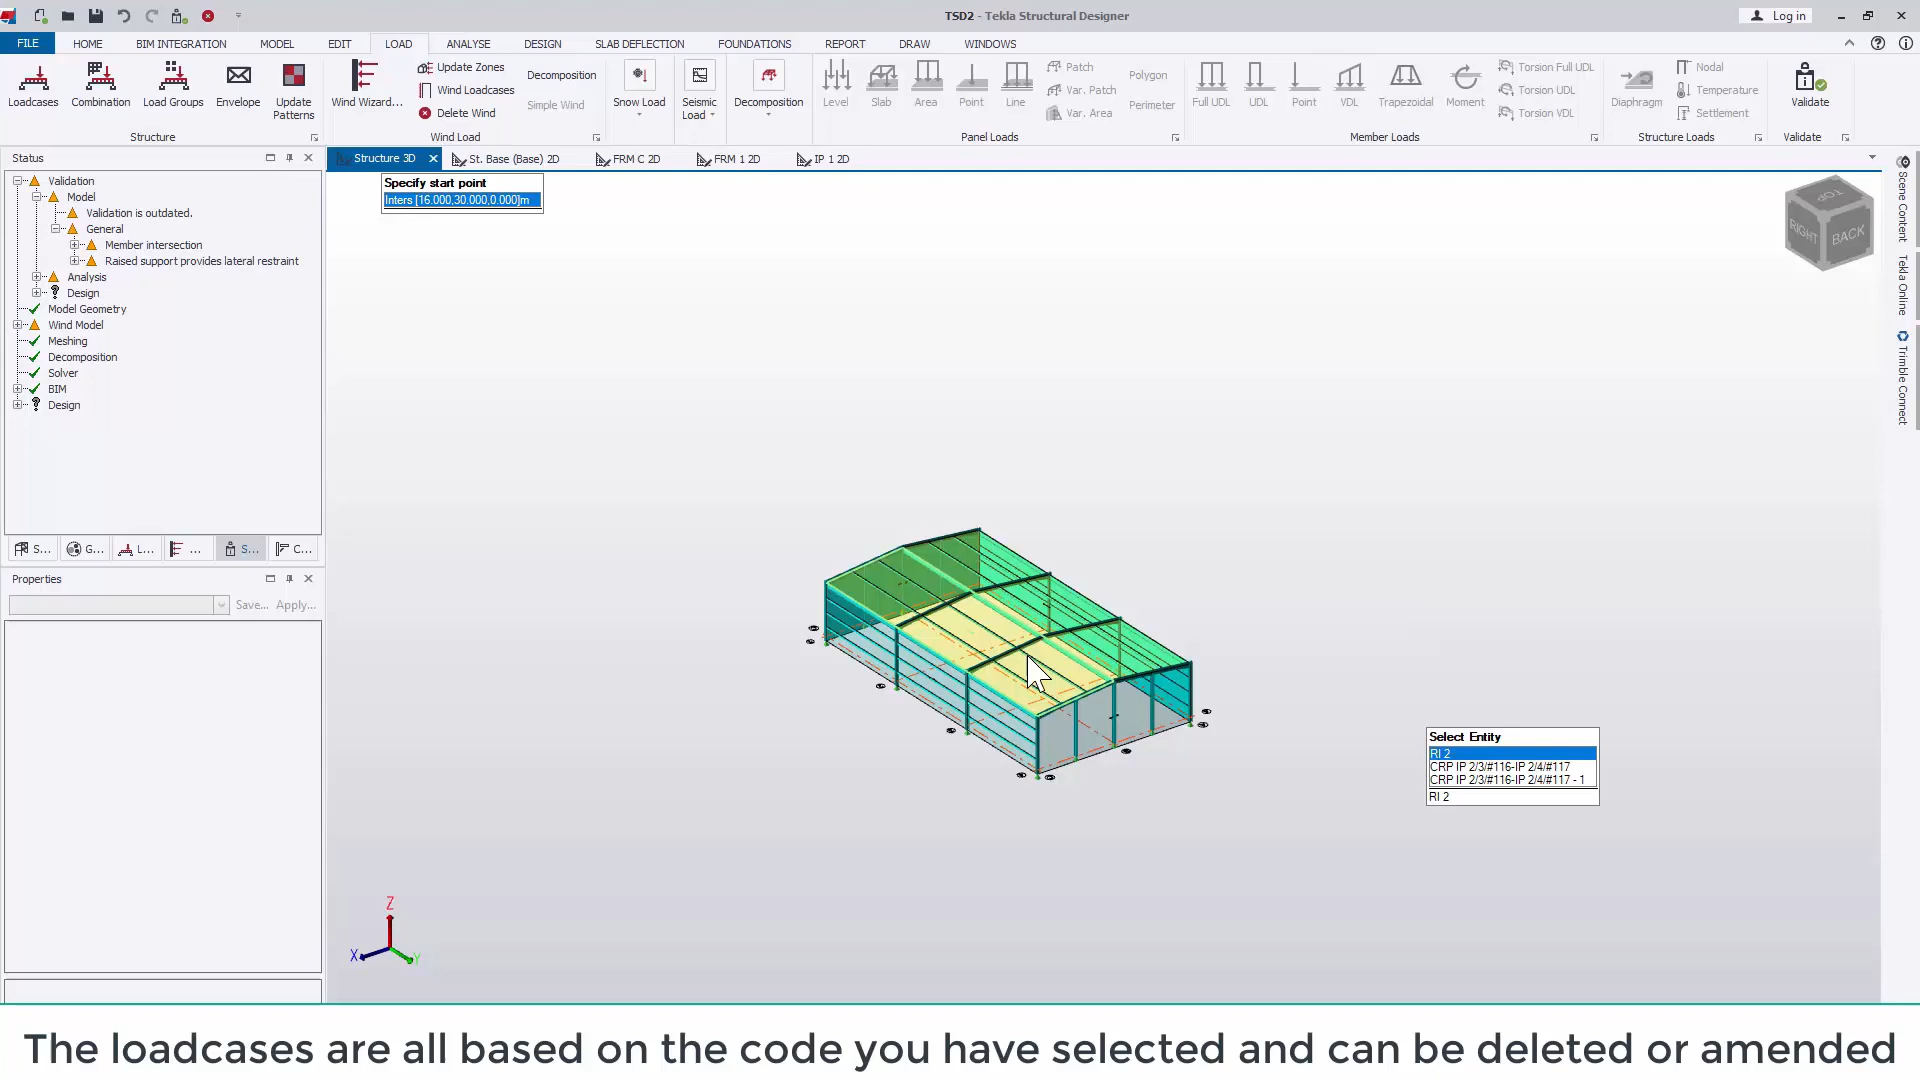 TSD2 - Tekla Structural Designer
Log in
FILE
HOME
BIM INTEGRATION
MODEL
EDIT
LOAD
ANALYSE
DESIGN
SLAB DEFLECTION
FOUNDATIONS
REPORT
DRAW
WINDOWS
Loadcases
Combination
Load Groups
Envelope
Update Patterns
Structure
Wind Wizard...
Update Zones
Wind Loadcases
Delete Wind
Decomposition
Simple Wind
Wind Load
Snow Load
Seismic Load
Decomposition
Level
Slab
Area
Point
Line
Patch
Var. Patch
Var. Area
Polygon
Perimeter
Panel Loads
Full UDL
UDL
Point
VDL
Trapezoidal
Moment
Torsion Full UDL
Torsion UDL
Torsion VDL
Member Loads
Diaphragm
Nodal
Temperature
Settlement
Structure Loads
Validate
Validate
Status
Validation
Model
Validation is outdated.
General
Member intersection
Raised support provides lateral restraint
Analysis
Design
Model Geometry
Wind Model
Meshing
Decomposition
Solver
BIM
Design
S...
G...
L...
...
S...
C...
Properties
Save...
Apply...
Structure 3D
St. Base (Base) 2D
FRM C 2D
FRM 1 2D
IP 1 2D
Specify start point
Inters [16.000,30.000,0.000]m
TOP
RIGHT
BACK
Scene Content
Tekla Online
Trimble Connect
Select Entity
RI 2
CRP IP 2/3/#116-IP 2/4/#117
CRP IP 2/3/#116-IP 2/4/#117 - 1
RI 2
Z
X
Y
The loadcases are all based on the code you have selected and can be deleted or amended